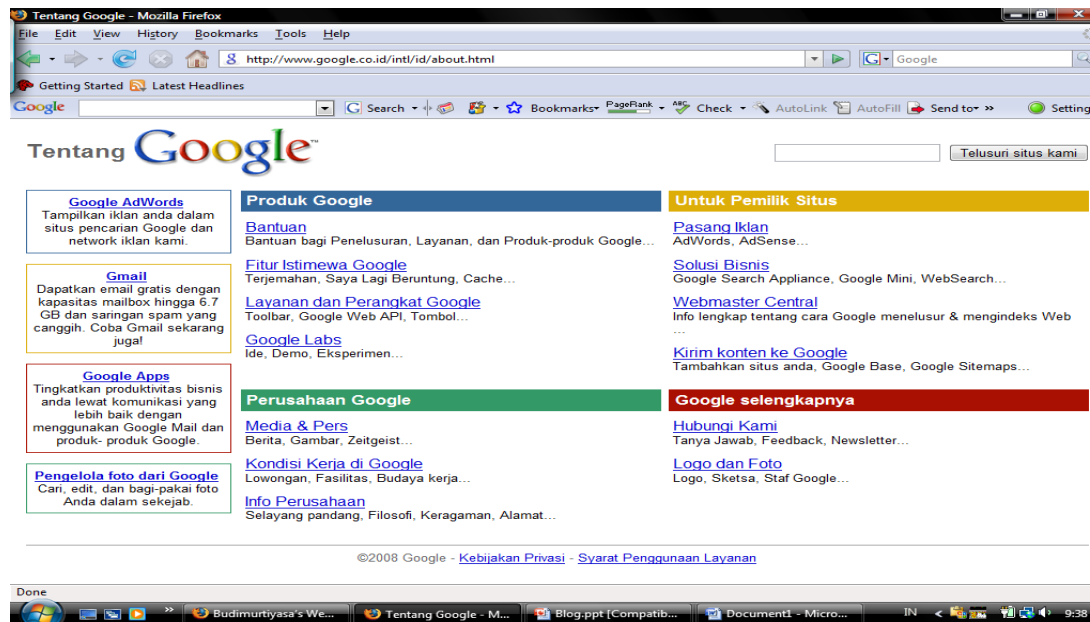 Tentang Google - Mozilla Firefox
File Edit View History Bookmarks Tools Help
http://www.google.co.id/intl/id/about.html
Google
Getting Started Latest Headlines
Google Search Bookmarks PageRank Check AutoLink AutoFill Send to Setting
Tentang Google™
Telusuri situs kami
Google AdWords
Tampilkan iklan anda dalam
situs pencarian Google dan
network iklan kami.
Gmail
Dapatkan email gratis dengan
kapasitas mailbox hingga 6.7
GB dan saringan spam yang
canggih. Coba Gmail sekarang
juga!
Google Apps
Tingkatkan produktivitas bisnis
anda lewat komunikasi yang
lebih baik dengan
menggunakan Google Mail dan
produk- produk Google.
Pengelola foto dari Google
Cari, edit, dan bagi-pakai foto
Anda dalam sekejab.
Produk Google
Bantuan
Bantuan bagi Penelusuran, Layanan, dan Produk-produk Google...
Fitur Istimewa Google
Terjemahan, Saya Lagi Beruntung, Cache...
Layanan dan Perangkat Google
Toolbar, Google Web API, Tombol...
Google Labs
Ide, Demo, Eksperimen...
Untuk Pemilik Situs
Pasang Iklan
AdWords, AdSense...
Solusi Bisnis
Google Search Appliance, Google Mini, WebSearch...
Webmaster Central
Info lengkap tentang cara Google menelusur & mengindeks Web
...
Kirim konten ke Google
Tambahkan situs anda, Google Base, Google Sitemaps...
Perusahaan Google
Media & Pers
Berita, Gambar, Zeitgeist...
Kondisi Kerja di Google
Lowongan, Fasilitas, Budaya kerja...
Info Perusahaan
Selayang pandang, Filosofi, Keragaman, Alamat...
Google selengkapnya
Hubungi Kami
Tanya Jawab, Feedback, Newsletter...
Logo dan Foto
Logo, Sketsa, Staf Google...
©2008 Google - Kebijakan Privasi - Syarat Penggunaan Layanan
Done
Budimurtiyasa's We... Tentang Google - M... Blog.ppt [Compatib... Document1 - Micro... IN 9:38